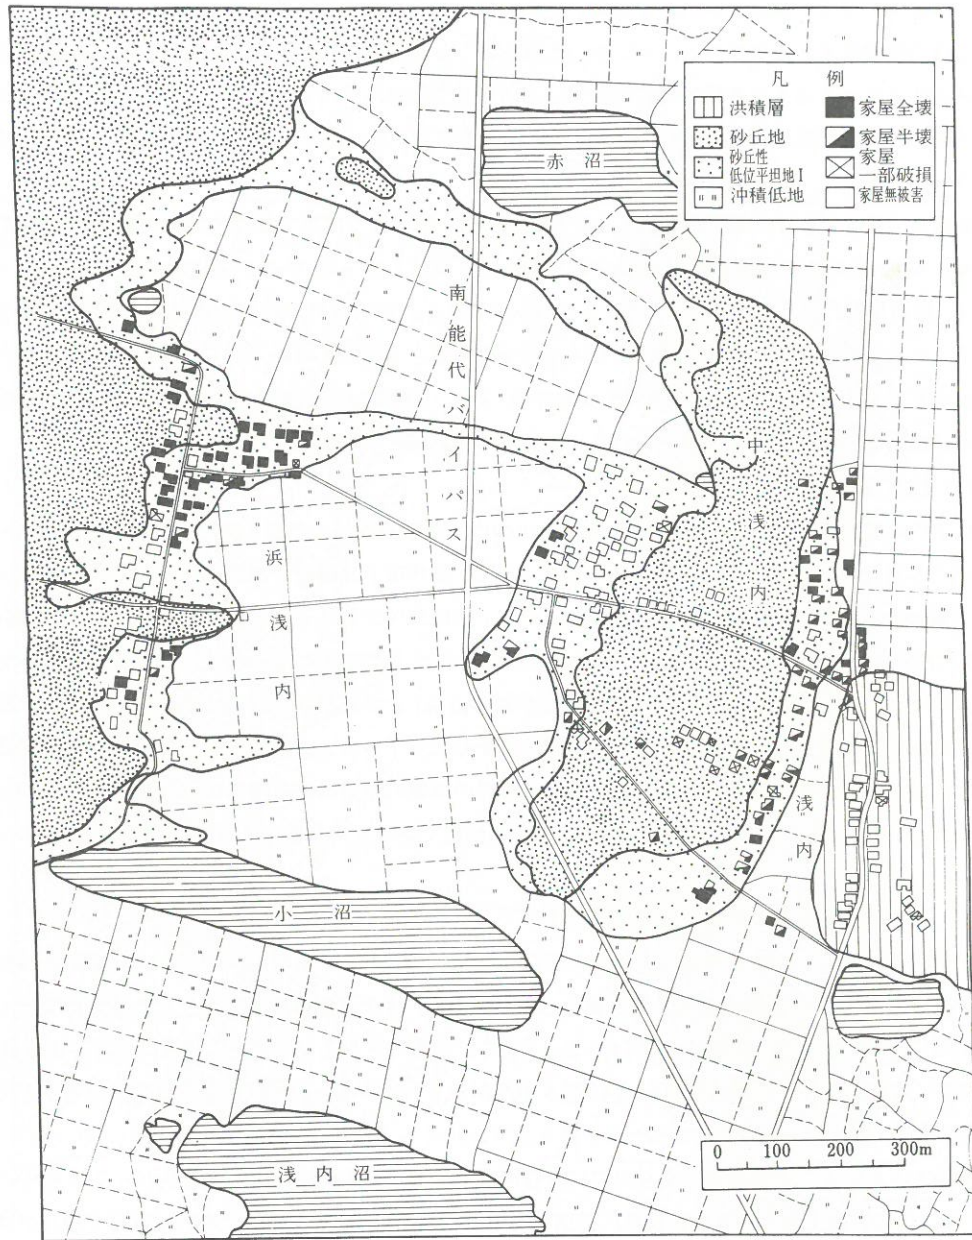 凡 例
洪積層
砂丘地
砂丘性
低位平坦地Ⅰ
沖積低地
家屋全壊
家屋半壊
家屋
一部破損
家屋無被害
赤沼
南能代バイパス
中浅内
浜浅内
浅内
小沼
浅内沼
0 100 200 300m